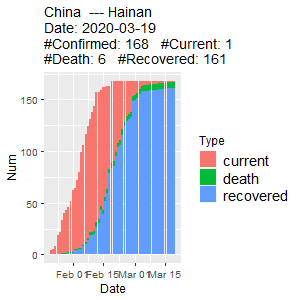 China  --- Hainan
Date: 2020-03-19
#Confirmed: 168   #Current: 1
#Death: 6   #Recovered: 161
Num
150
100
50
0
Feb 01
Feb 15
Mar 01
Mar 15
Date
Type
current
death
recovered